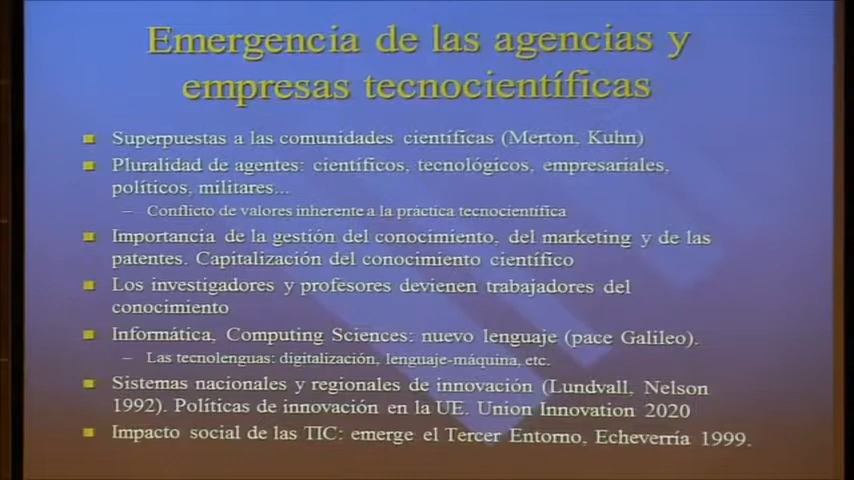 Emergencia de las agencias y
empresas tecnocientíficas
Superpuestas a las comunidades científicas (Merton, Kuhn)
Pluralidad de agentes: científicos, tecnológicos, empresariales,
políticos, militares...
– Conflicto de valores inherente a la práctica tecnocientífica
Importancia de la gestión del conocimiento, del marketing y de las
patentes. Capitalización del conocimiento científico
Los investigadores y profesores devienen trabajadores del
conocimiento
Informática, Computing Sciences: nuevo lenguaje (pace Galileo).
– Las tecnolenguas: digitalización, lenguaje-máquina, etc.
Sistemas nacionales y regionales de innovación (Lundvall, Nelson
1992). Políticas de innovación en la UE. Union Innovation 2020
Impacto social de las TIC: emerge el Tercer Entorno, Echeverría 1999.